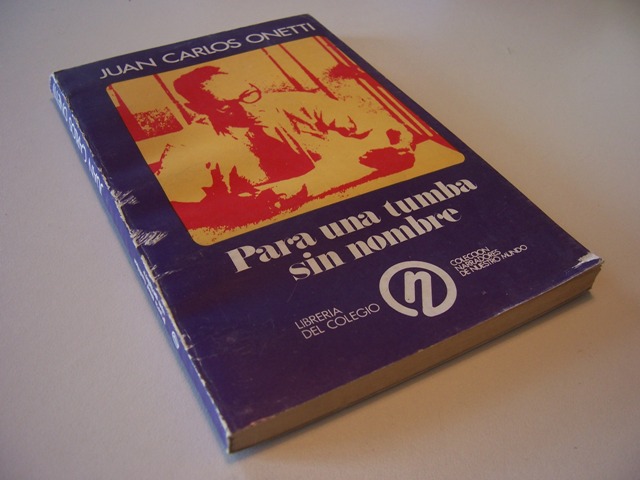 JUAN CARLOS ONETTI
Para una tumba
sin nombre
LIBRERIA
DEL COLEGIO
n
COLECCION
NARRADORES
DE NUESTRO MUNDO